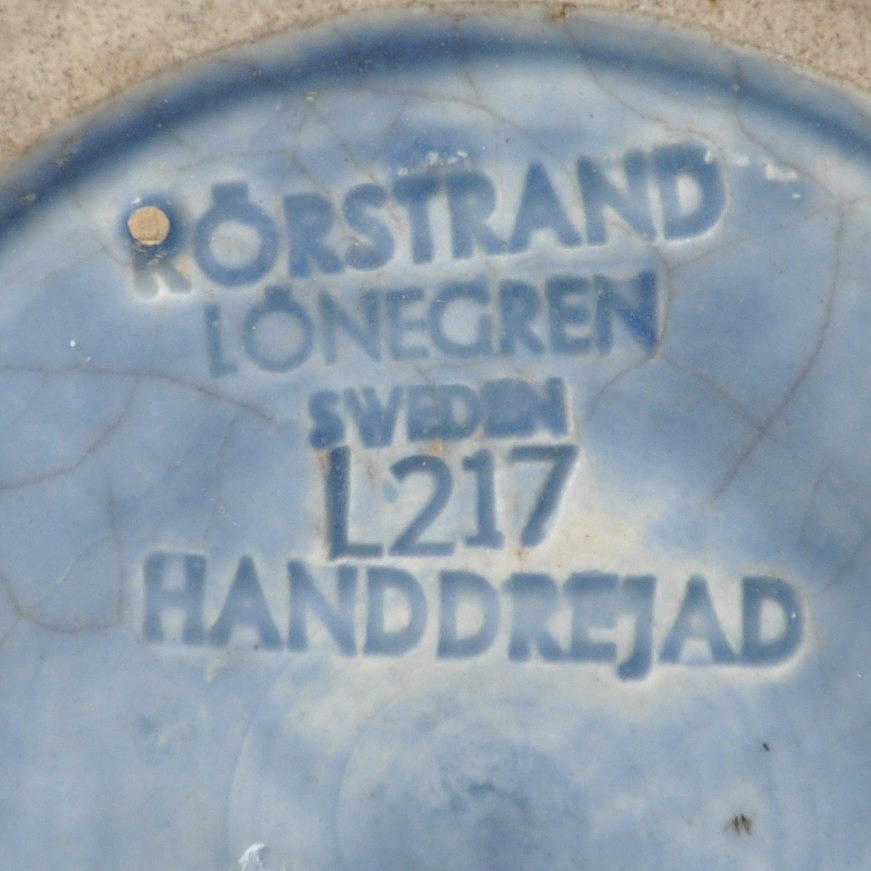 RÖRSTRAND
LÖNEGREN
SWEDEN
L217
HANDDREJAD